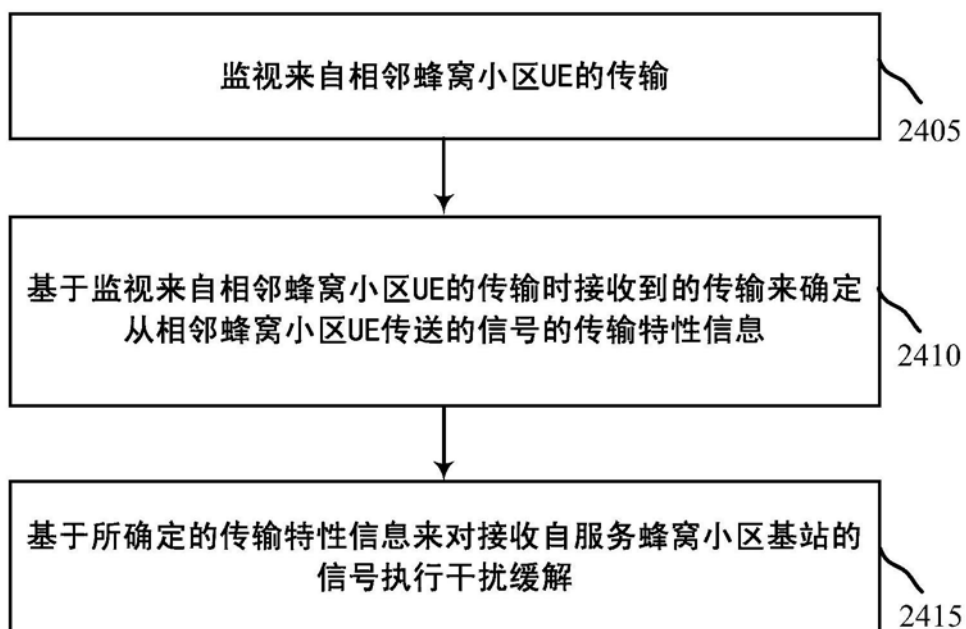 监视来自相邻蜂窝小区UE的传输
2405
基于监视来自相邻蜂窝小区UE的传输时接收到的传输来确定
从相邻蜂窝小区UE传送的信号的传输特性信息
2410
基于所确定的传输特性信息来对接收自服务蜂窝小区基站的
信号执行干扰缓解
2415